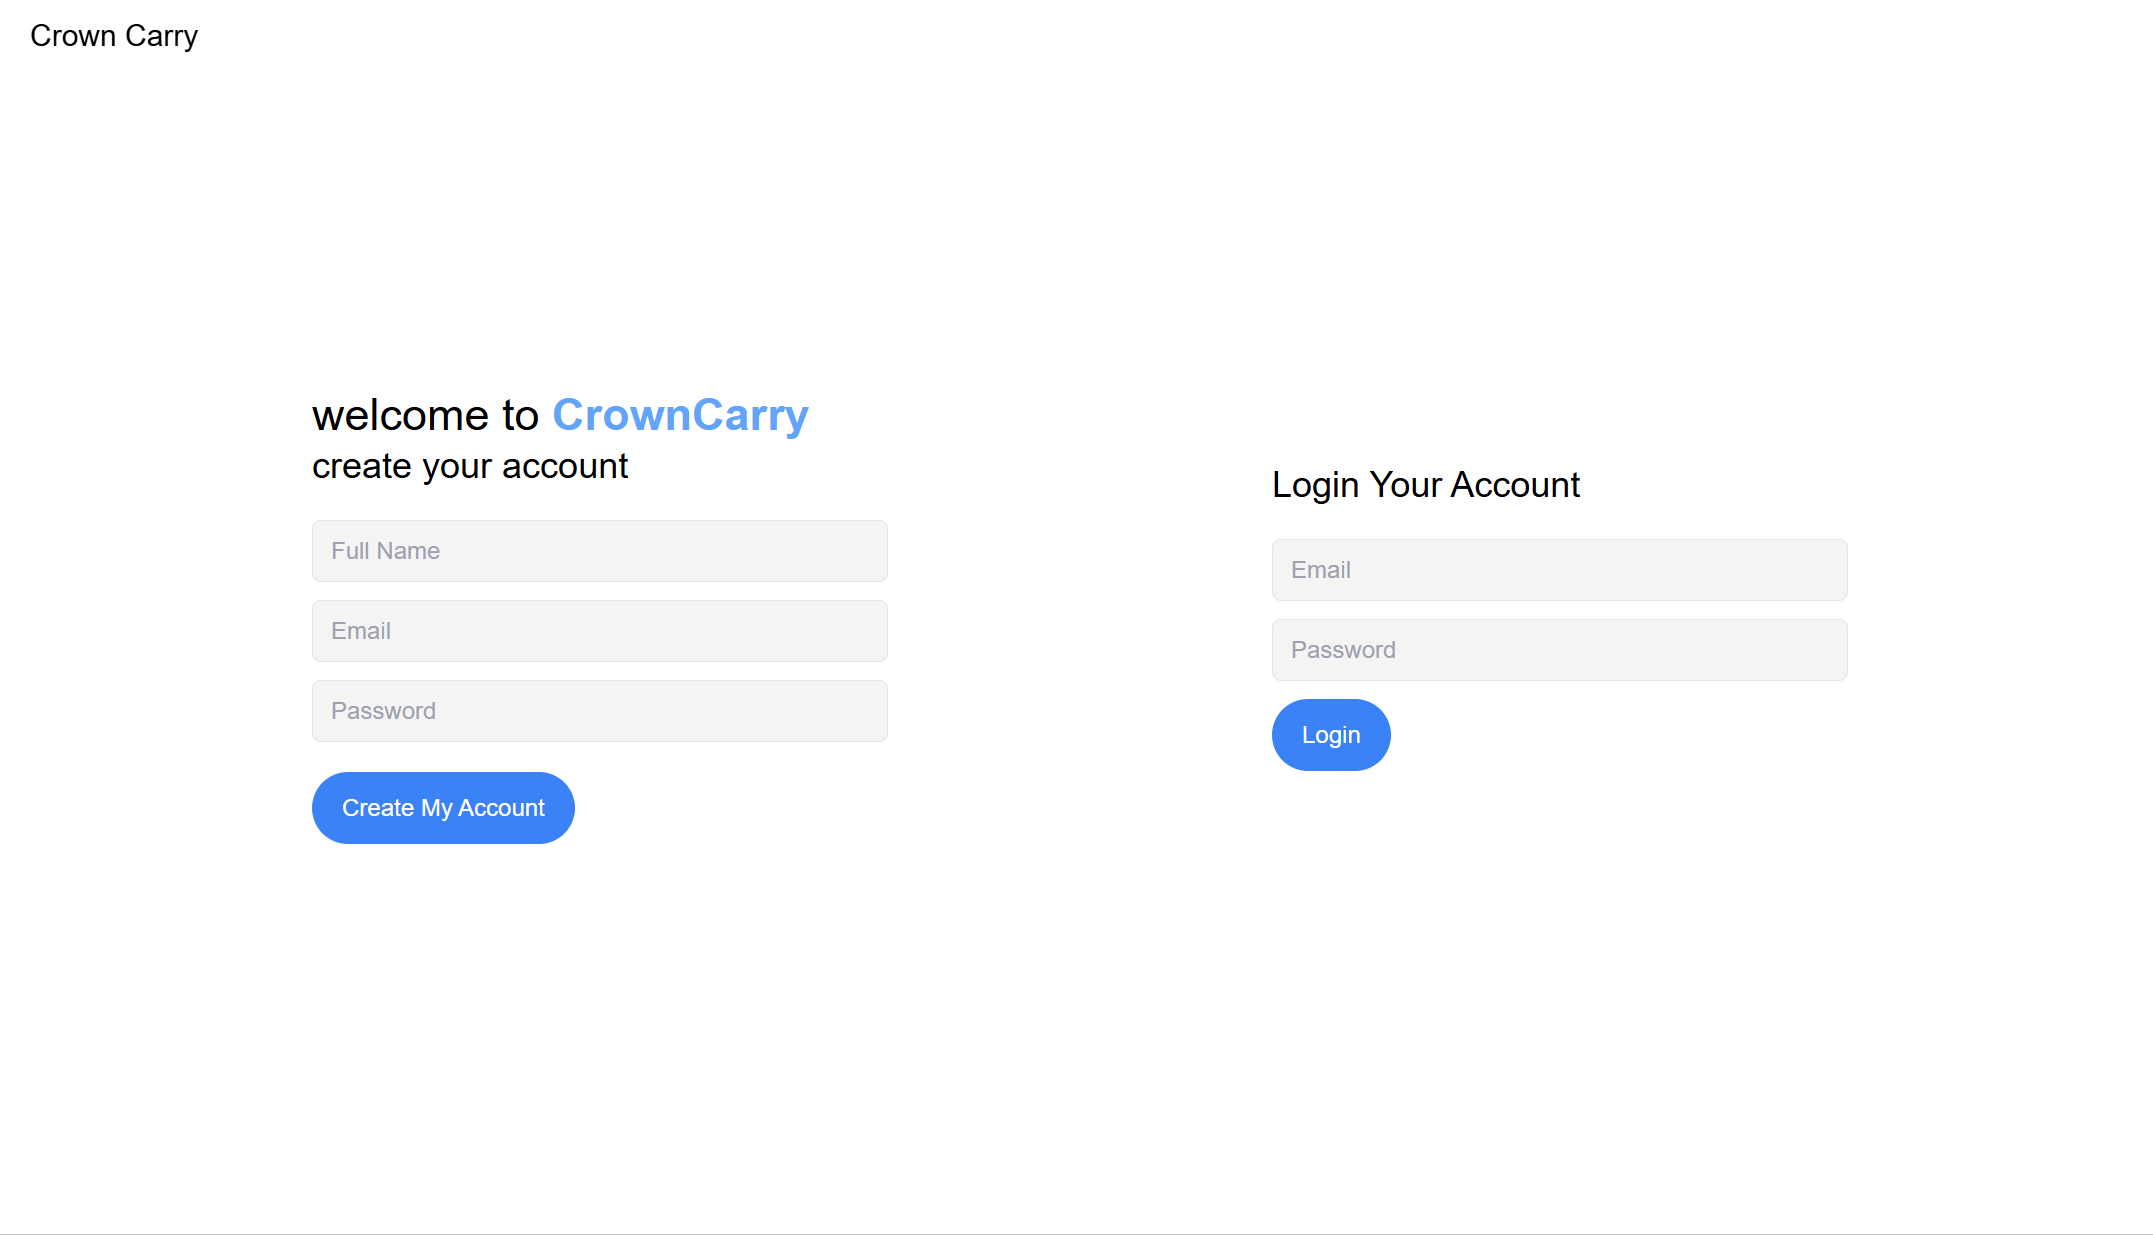 Crown Carry
welcome to CrownCarry
create your account
Full Name
Email
Password
Create My Account
Login Your Account
Email
Password
Login